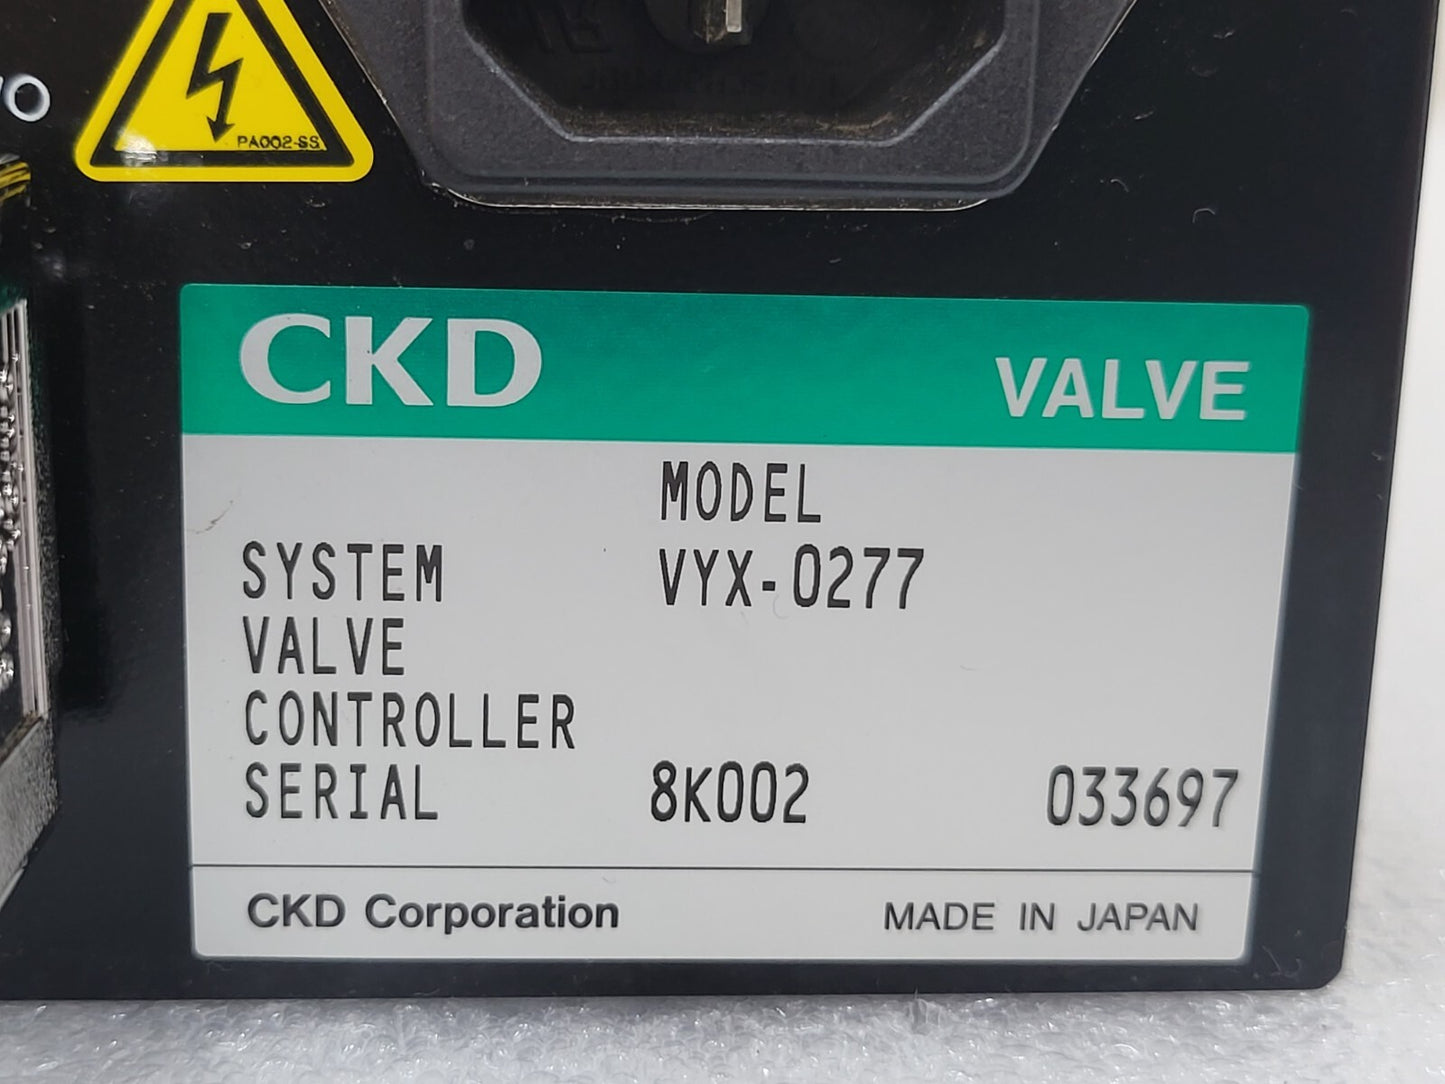 PA002-SS
CKD
VALVE
MODEL
SYSTEM VYX-0277
VALVE
CONTROLLER
SERIAL 8K002 033697
CKD Corporation MADE IN JAPAN